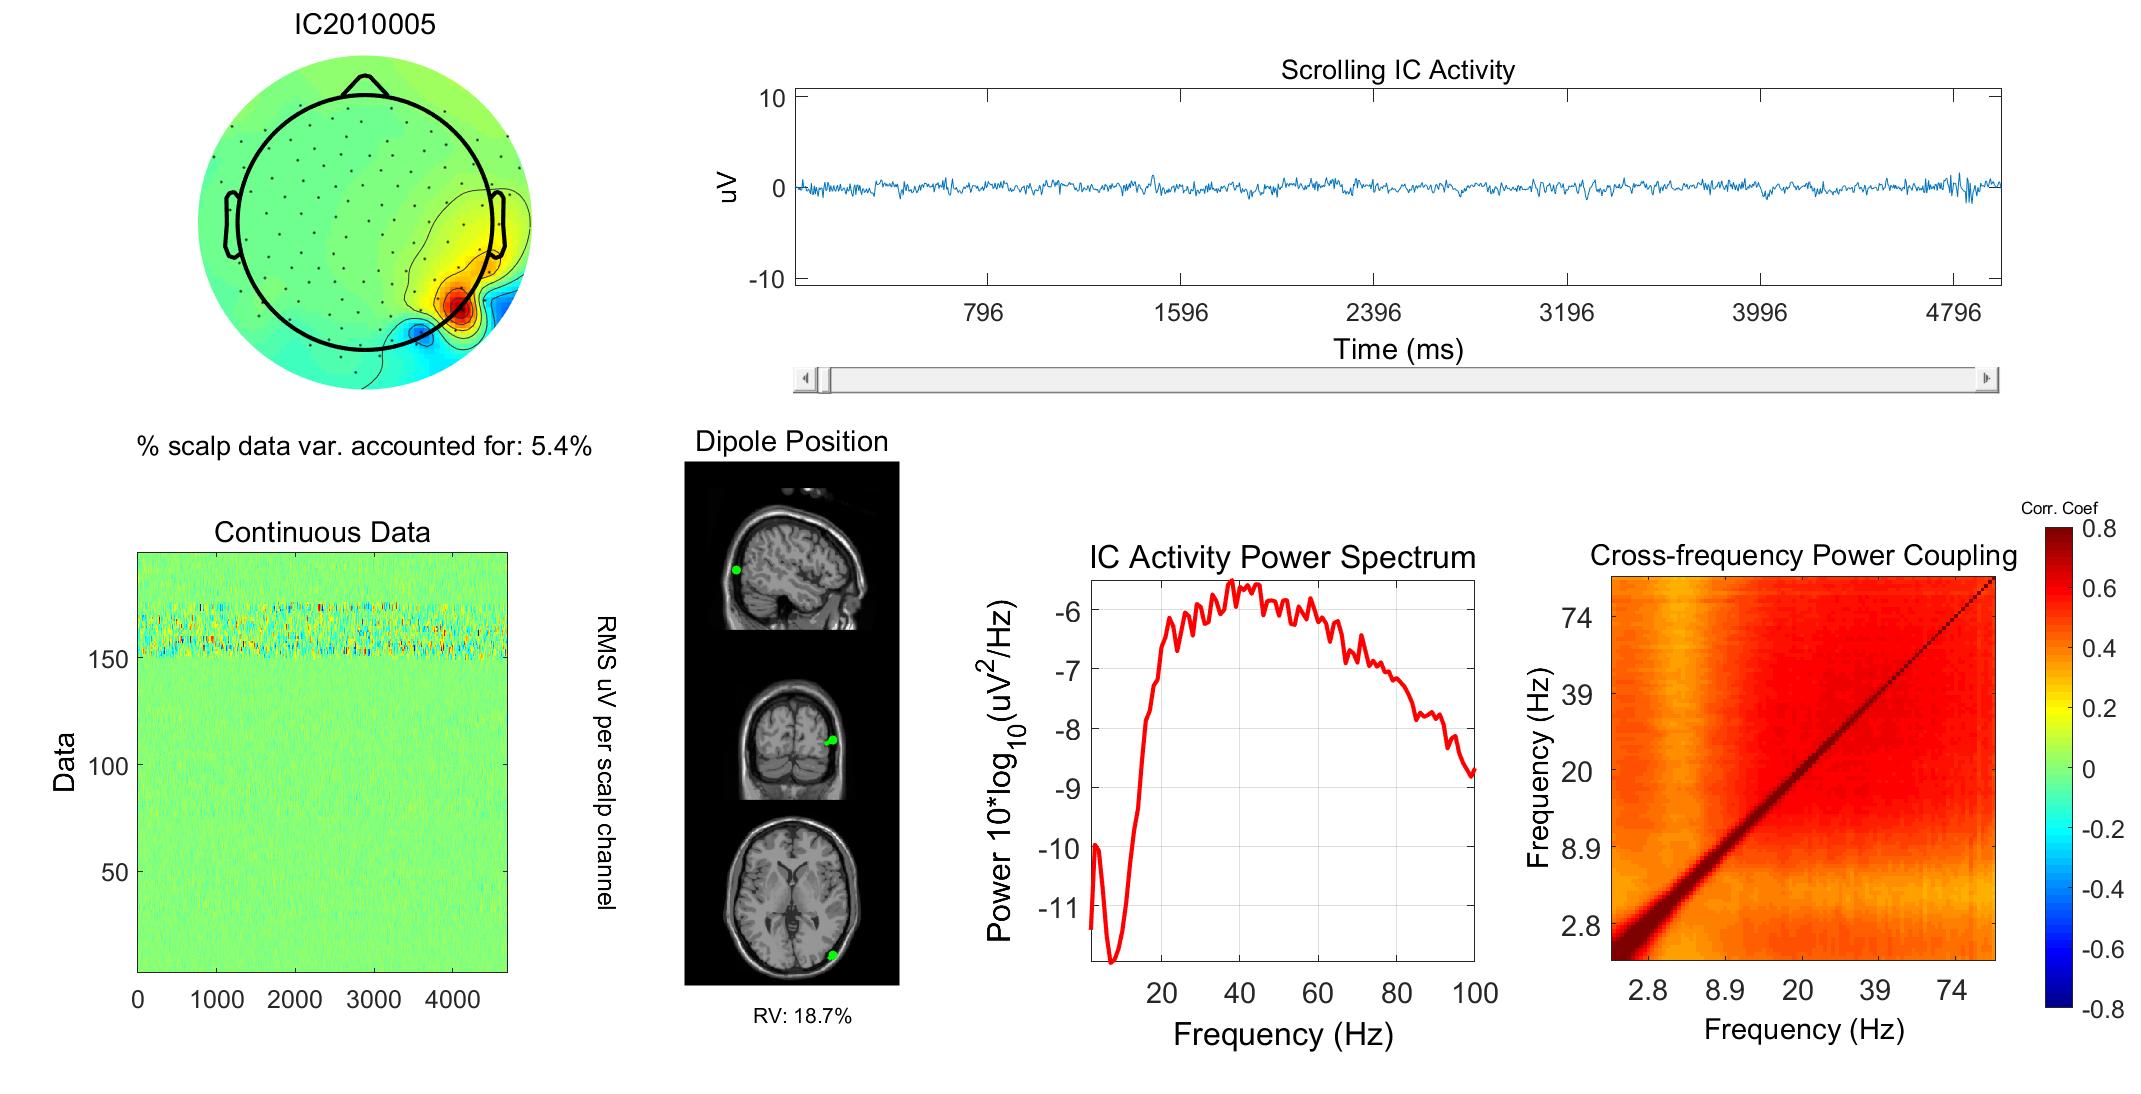 IC2010005
% scalp data var. accounted for: 5.4%
Scrolling IC Activity
uV
10
0
-10
796 1596 2396 3196 3996 4796
Time (ms)
Continuous Data
Data
150
100
50
0 1000 2000 3000 4000
RMS uV per scalp channel
Dipole Position
RV: 18.7%
IC Activity Power Spectrum
Power 10*log10(uV2/Hz)
-6
-7
-8
-9
-10
-11
20 40 60 80 100
Frequency (Hz)
Cross-frequency Power Coupling
Frequency (Hz)
74
39
20
8.9
2.8
2.8 8.9 20 39 74
Frequency (Hz)
Corr. Coef
0.8
0.6
0.4
0.2
0
-0.2
-0.4
-0.6
-0.8